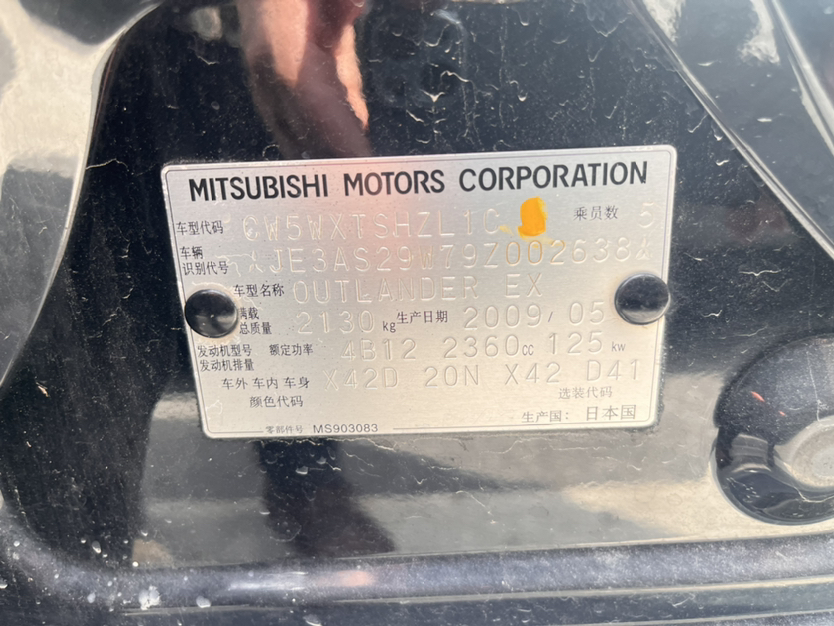 MITSUBISHI MOTORS CORPORATION
车型代码 CW5WXTSHZL1C 乘员数 5
车辆
识别代号 *JE3AS29W79Z002638*
车型名称 OUTLANDER EX
满载
总质量 2130 kg 生产日期 2009/05
发动机型号 额定功率 4B12 2360cc 125 kw
发动机排量
车外 车内 车身 X42D 20N X42 D41
颜色代码 选装代码
生产国: 日本国
零部件号 MS903083